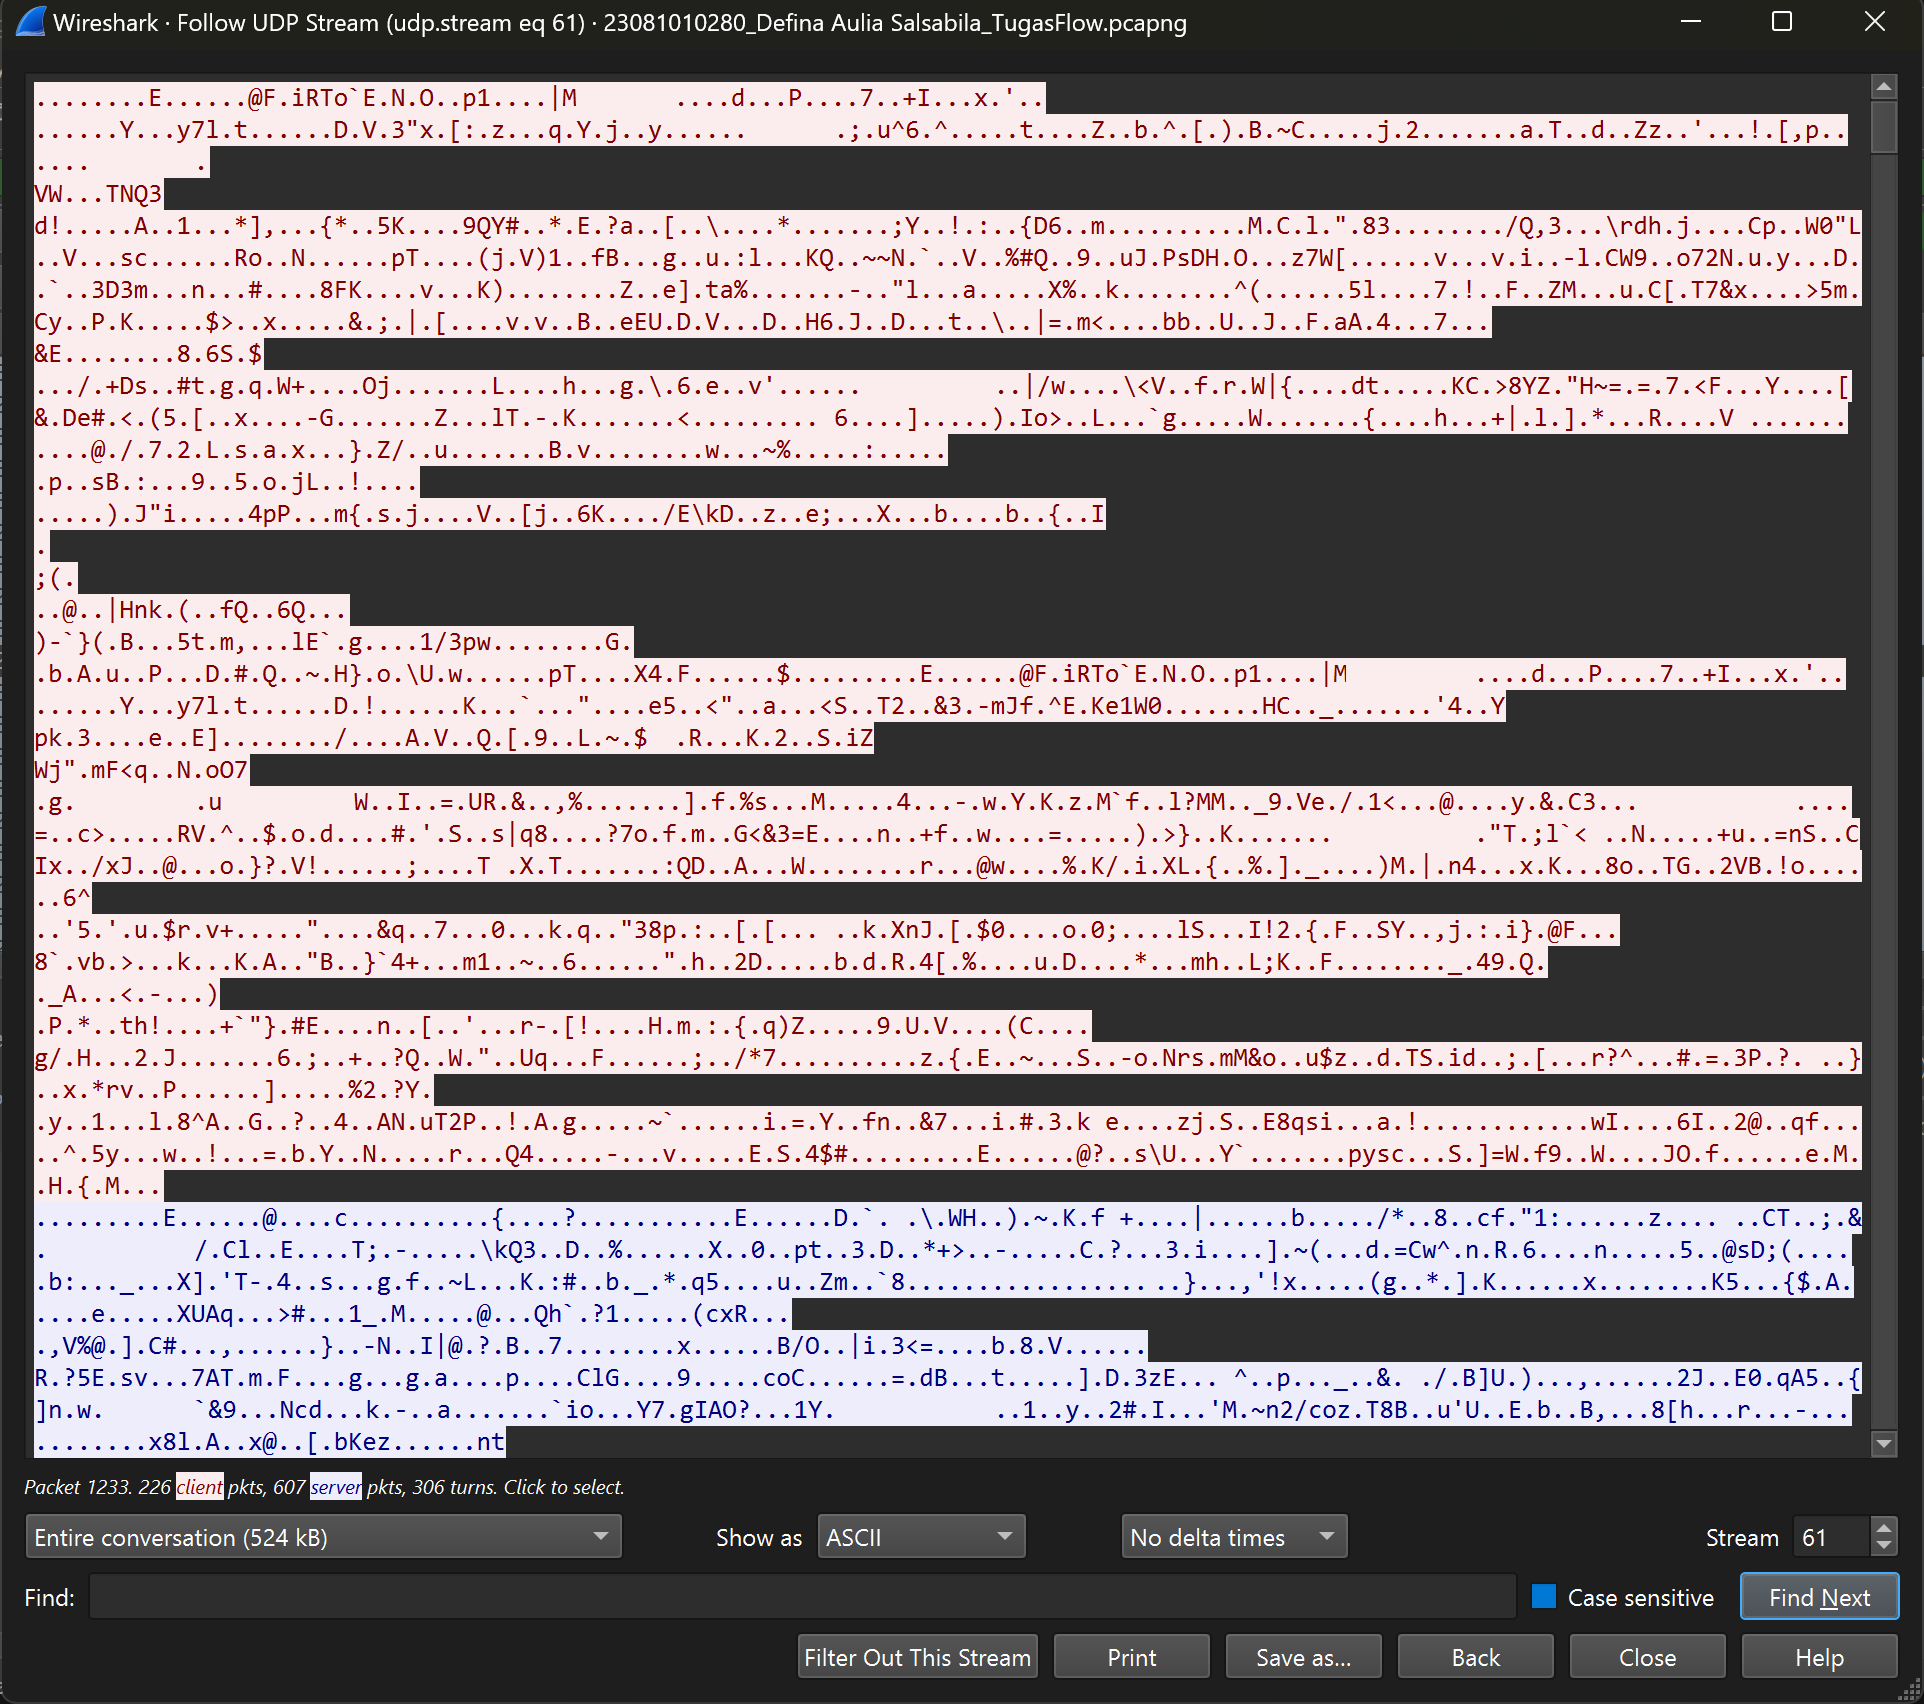 Wireshark · Follow UDP Stream (udp.stream eq 61) · 23081010280_Defina Aulia Salsabila_TugasFlow.pcapng
........E......@F.iRTo`E.N.O..p1....|M       ....d...P....7..+I...x.'..
......Y...y7l.t......D.V.3"x.[:.z...q.Y.j..y......       .;.u^6.^.....t....Z..b.^.[.).B.~C.....j.2.......a.T..d..Zz..'...!.[,p..
....        .
VW...TNQ3
d!.....A..1...*],...{*..5K....9QY#..*.E.?a..[..\....*.......;Y..!.:..{D6..m..........M.C.l.".83......../Q,3...\rdh.j....Cp..W0"L
..V...sc......Ro..N......pT....(j.V)1..fB...g..u.:l...KQ..~~N.`..V..%#Q..9..uJ.PsDH.O...z7W[......v...v.i..-l.CW9..o72N.u.y...D.
.`..3D3m...n...#....8FK....v...K)........Z..e].ta%.......-.."l...a.....X%..k........^(......5l....7.!..F..ZM...u.C[.T7&x....>5m.
Cy..P.K.....$>..x.....&.;.|.[....v.v..B..eEU.D.V...D..H6.J..D...t..\..|=.m<....bb..U..J..F.aA.4...7...
&E........8.6S.$
.../.+Ds..#t.g.q.W+....Oj.......L....h...g.\.6.e..v'......          ..|/w....\<V..f.r.W|{....dt.....KC.>8YZ."H~=.=.7.<F...Y....[
&.De#.<.(5.[..x....-G.......Z...lT.-.K.......<......... 6....].....).Io>..L...`g.....W........{....h...+|.l.].*...R....V .......
....@./.7.2.L.s.a.x...}.Z/..u.......B.v........w...~%.....:.....
.p..sB.:...9..5.o.jL..!....
.....).J"i.....4pP...m{.s.j....V..[j..6K..../E\kD..z..e;...X...b....b..{..I
.
;(.
..@..|Hnk.(..fQ..6Q...
)-`}(.B...5t.m,...lE`.g....1/3pw........G.
.b.A.u..P...D.#.Q..~.H}.o.\U.w......pT....X4.F......$.........E......@F.iRTo`E.N.O..p1....|M         ....d...P....7..+I...x.'..
......Y...y7l.t......D.!......K...`..."....e5..<"..a...<S..T2..&3.-mJf.^E.Ke1W0.......HC.._.......'4..Y
pk.3....e..E]......../....A.V..Q.[.9..L.~.$  .R...K.2..S.iZ
Wj".mF<q..N.oO7
.g.         .u         W..I..=.UR.&..,%.......].f.%s...M.....4...-.w.Y.K.z.M`f..l?MM.._9.Ve./.1<...@....y.&.C3...           ....
=..c>.....RV.^..$.o.d....#.'.S..s|q8....?7o.f.m..G<&3=E....n..+f..w....=.....).>}..K.......          ."T.;l`< ..N.....+u..=nS..C
Ix../xJ..@...o.}?.V!......;....T .X.T.......:QD..A...W........r...@w....%.K/.i.XL.{..%.]._....)M.|.n4...x.K...8o..TG..2VB.!o....
..6^
..'5.'.u.$r.v+....."....&q..7...0...k.q.."38p.:..[.[... ..k.XnJ.[.$0....o.0;....lS...I!2.{.F..SY..,j.:.i}.@F...
8`.vb.>...k...K.A.."B..}`4+...m1..~..6......".h..2D.....b.d.R.4[.%....u.D....*...mh..L;K..F........_.49.Q.
._A...<.-...)
.P.*..th!....+`"}.#E....n..[..'...r-.[!....H.m.:.{.q)Z.....9.U.V....(C....
g/.H...2.J.......6.;..+..?Q..W."..Uq...F......;../*7..........z.{.E..~...S..-o.Nrs.mM&o..u$z..d.TS.id..;.[...r?^...#.=.3P.?. ..}
..x.*rv..P......].....%2.?Y.
.y..1...l.8^A..G..?..4..AN.uT2P..!.A.g.....~`......i.=.Y..fn..&7...i.#.3.k e....zj.S..E8qsi...a.!............wI....6I..2@..qf...
..^.5y...w..!...=.b.Y..N.....r...Q4.....-...v.....E.S.4$#.........E......@?..s\U...Y`.......pysc...S.]=W.f9..W....JO.f......e.M.
.H.{.M...
.........E......@....c..........{....?...........E......D.`. .\.WH..).~.K.f +....|......b...../*..8..cf."1:......z.... ..CT..;.&
.          /.Cl..E....T;.-.....\kQ3..D..%......X..0..pt..3.D..*+>..-.....C.?...3.i....].~(...d.=Cw^.n.R.6....n.....5..@sD;(....
.b:..._...X].'T-.4..s...g.f..~L...K.:#..b._.*.q5....u..Zm..`8................. ..}...,'!x.....(g..*.].K......x........K5...{$.A.
....e.....XUAq...>#...1_.M.....@...Qh`.?1.....(cxR...
.,V%@.].C#...,......}..-N..I|@.?.B..7........x......B/O..|i.3<=....b.8.V......
R.?5E.sv...7AT.m.F....g...g.a....p....ClG....9.....coC......=.dB...t.....].D.3zE... ^..p..._..&. ./.B]U.)...,......2J..E0.qA5..{
]n.w.       `&9...Ncd...k.-..a.......`io...Y7.gIAO?...1Y.            ..1..y..2#.I...'M.~n2/coz.T8B..u'U..E.b..B,...8[h...r...-...
........x8l.A..x@..[.bKez......nt
Packet 1233. 226 client pkts, 607 server pkts, 306 turns. Click to select.
Entire conversation (524 kB) Show as ASCII No delta times Stream 61
Find: Case sensitive Find Next
Filter Out This Stream Print Save as... Back Close Help